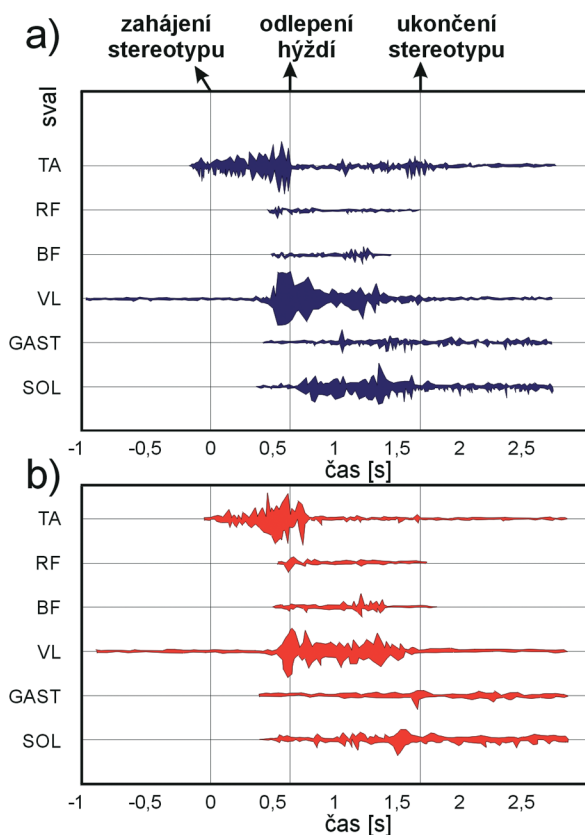 a)
zahájení
stereotypu
odlepení
hýždí
ukončení
stereotypu
sval
TA
RF
BF
VL
GAST
SOL
-1 -0,5 0 0,5 1 1,5 2 2,5
čas [s]
b)
TA
RF
BF
VL
GAST
SOL
-1 -0,5 0 0,5 1 1,5 2 2,5
čas [s]